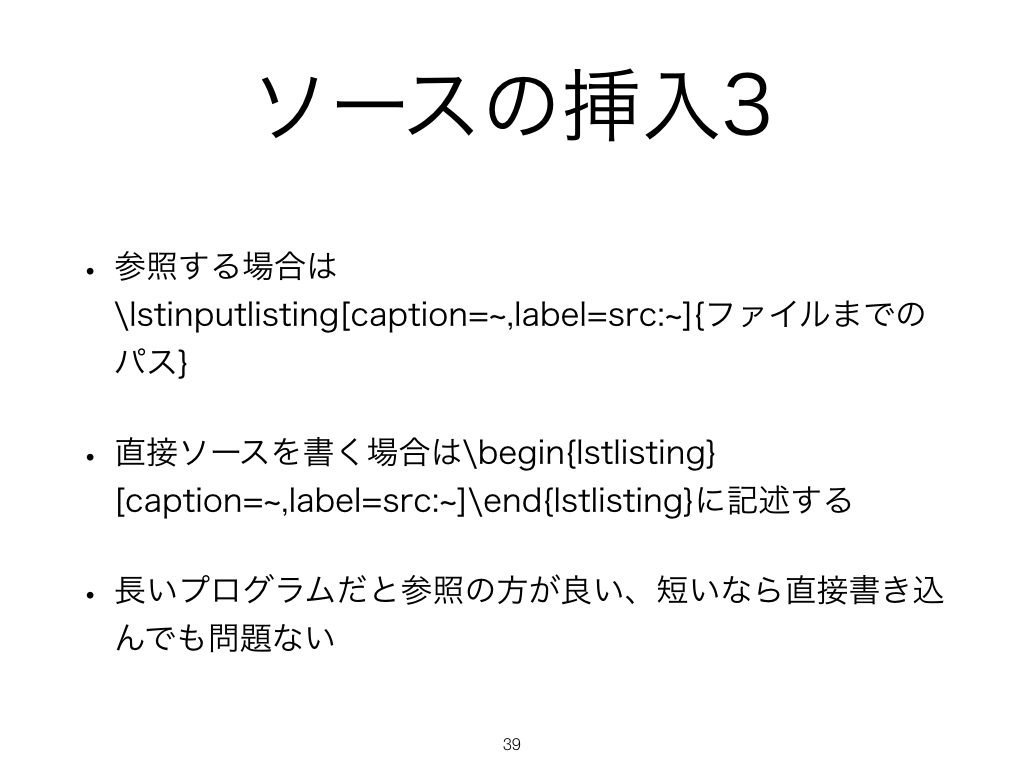 ソースの挿入3
• 参照する場合は
\lstinputlisting[caption=~,label=src:~]{ファイルまでの
パス}
• 直接ソースを書く場合は\begin{lstlisting}
[caption=~,label=src:~]\end{lstlisting}に記述する
• 長いプログラムだと参照の方が良い、短いなら直接書き込
んでも問題ない
39